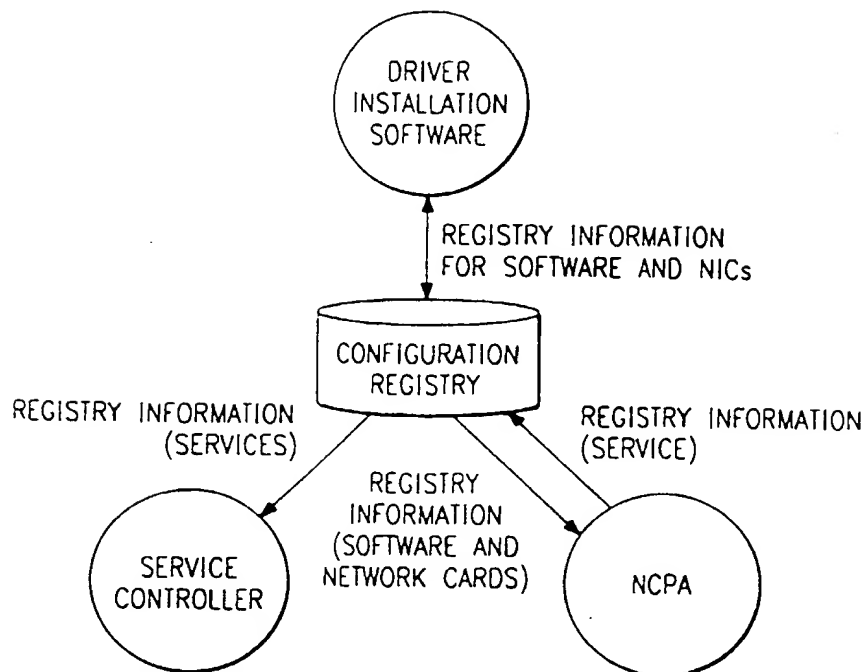 DRIVER
INSTALLATION
SOFTWARE
REGISTRY INFORMATION
FOR SOFTWARE AND NICs
CONFIGURATION
REGISTRY
REGISTRY INFORMATION
(SERVICES)
REGISTRY INFORMATION
(SERVICE)
REGISTRY
INFORMATION
(SOFTWARE AND
NETWORK CARDS)
SERVICE
CONTROLLER
NCPA